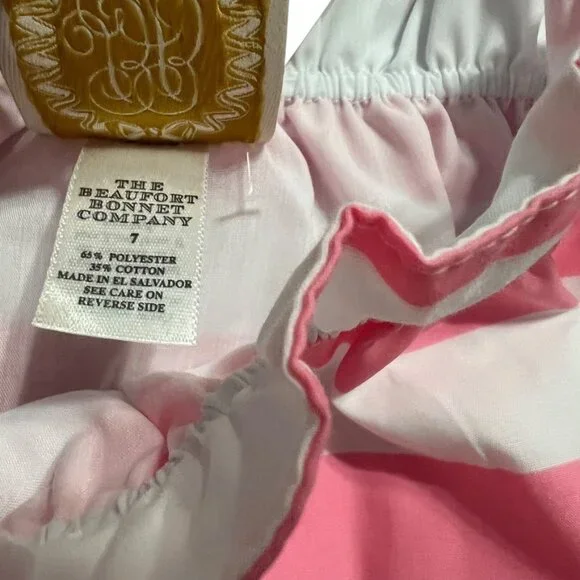 THE
BEAUFORT
BONNET
COMPANY
7
65% POLYESTER
35% COTTON
MADE IN EL SALVADOR
SEE CARE ON
REVERSE SIDE